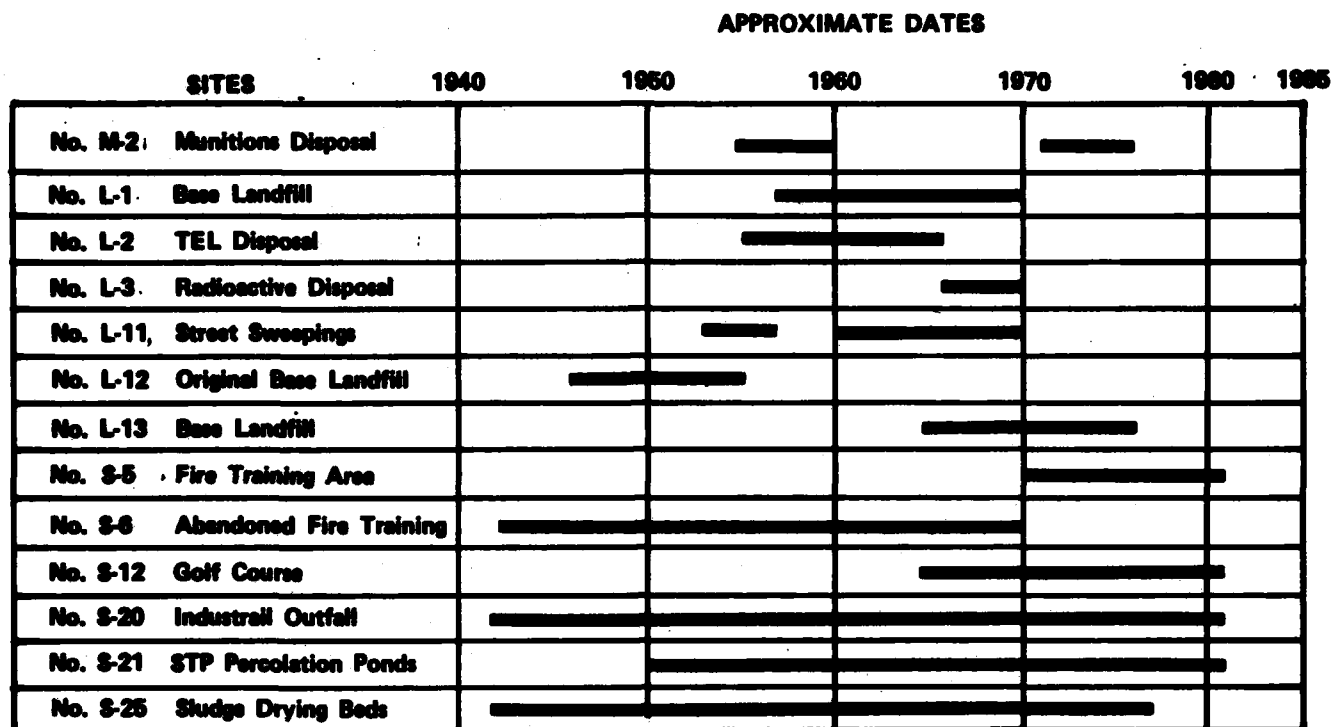 APPROXIMATE DATES
SITES 1940 1950 1960 1970 1980 1985
No. M-2 Munitions Disposal
No. L-1 Base Landfill
No. L-2 TEL Disposal
No. L-3 Radioactive Disposal
No. L-11, Street Sweepings
No. L-12 Original Base Landfill
No. L-13 Base Landfill
No. S-5 Fire Training Area
No. S-6 Abandoned Fire Training
No. S-12 Golf Course
No. S-20 Industrail Outfall
No. S-21 STP Percolation Ponds
No. S-25 Sludge Drying Beds